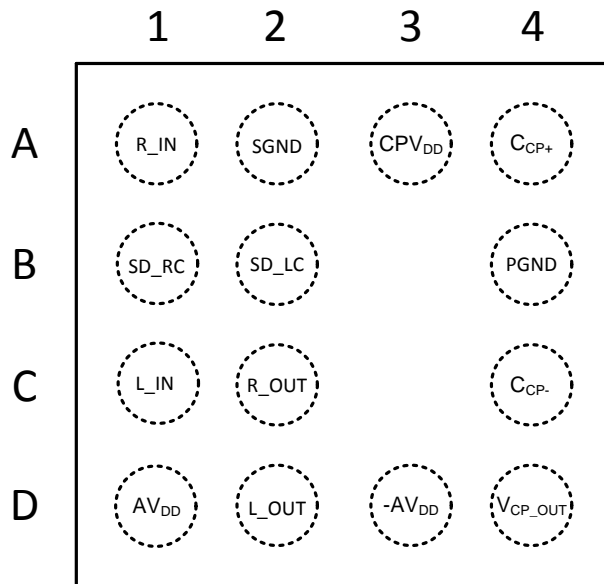 1 2 3 4
A R_IN SGND CPVDD CCP+
B SD_RC SD_LC PGND
C L_IN R_OUT CCP-
D AVDD L_OUT -AVDD VCP_OUT